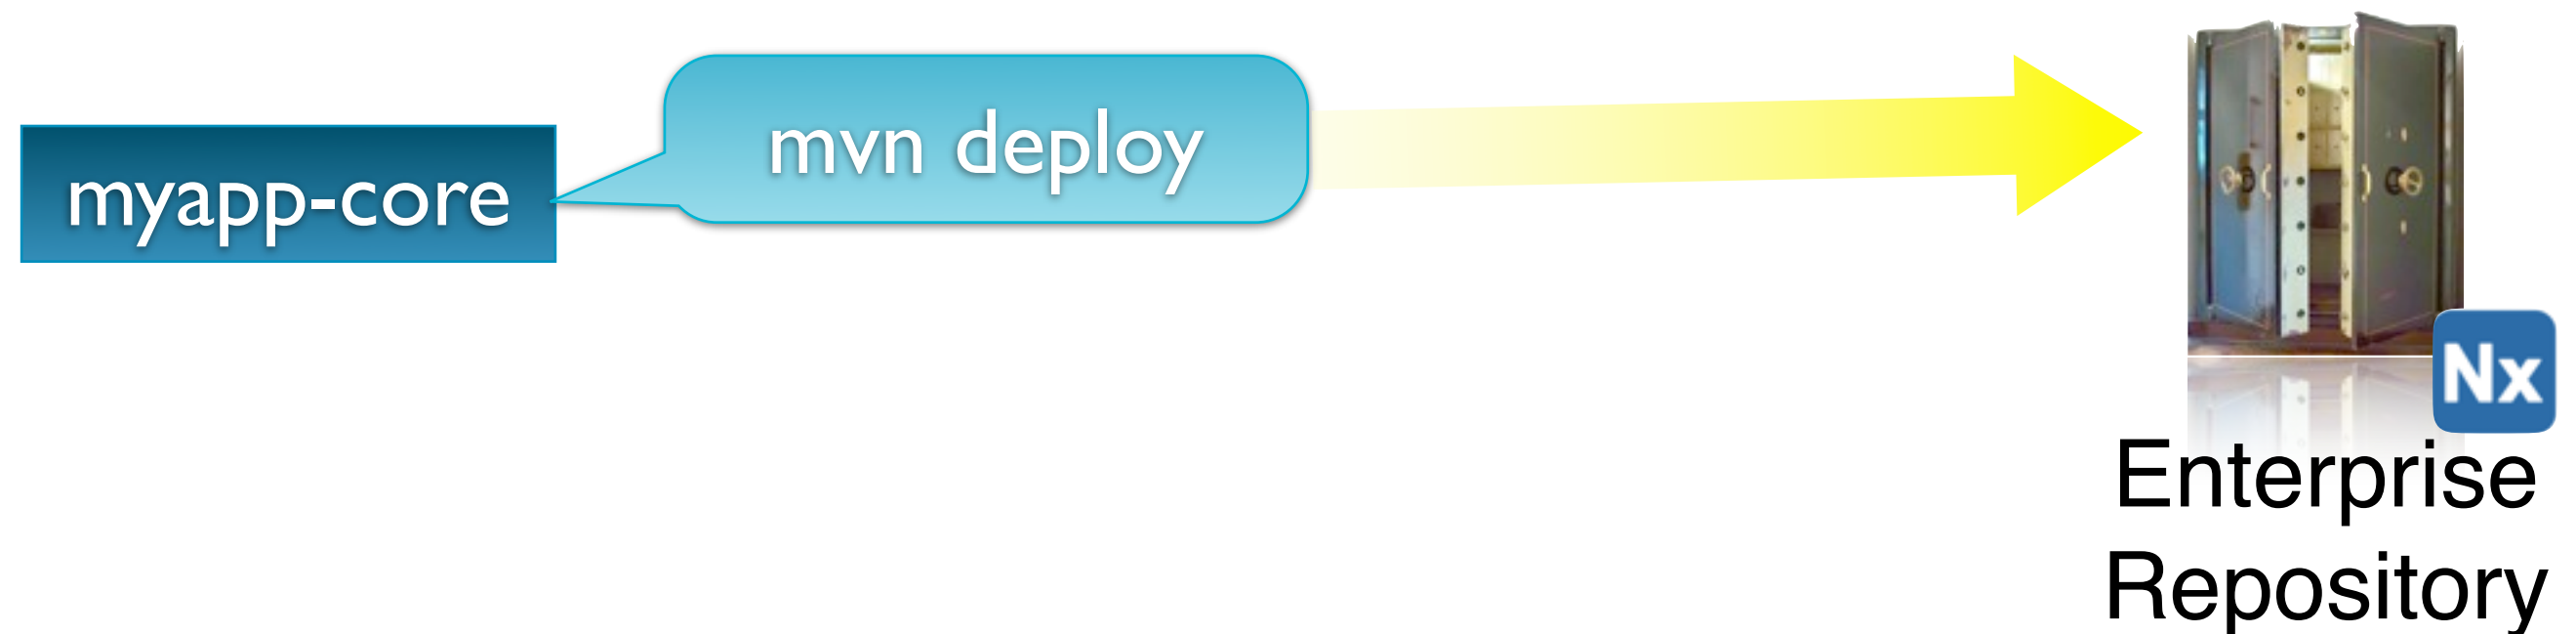 myapp-core
mvn deploy
Nx
Enterprise
Repository